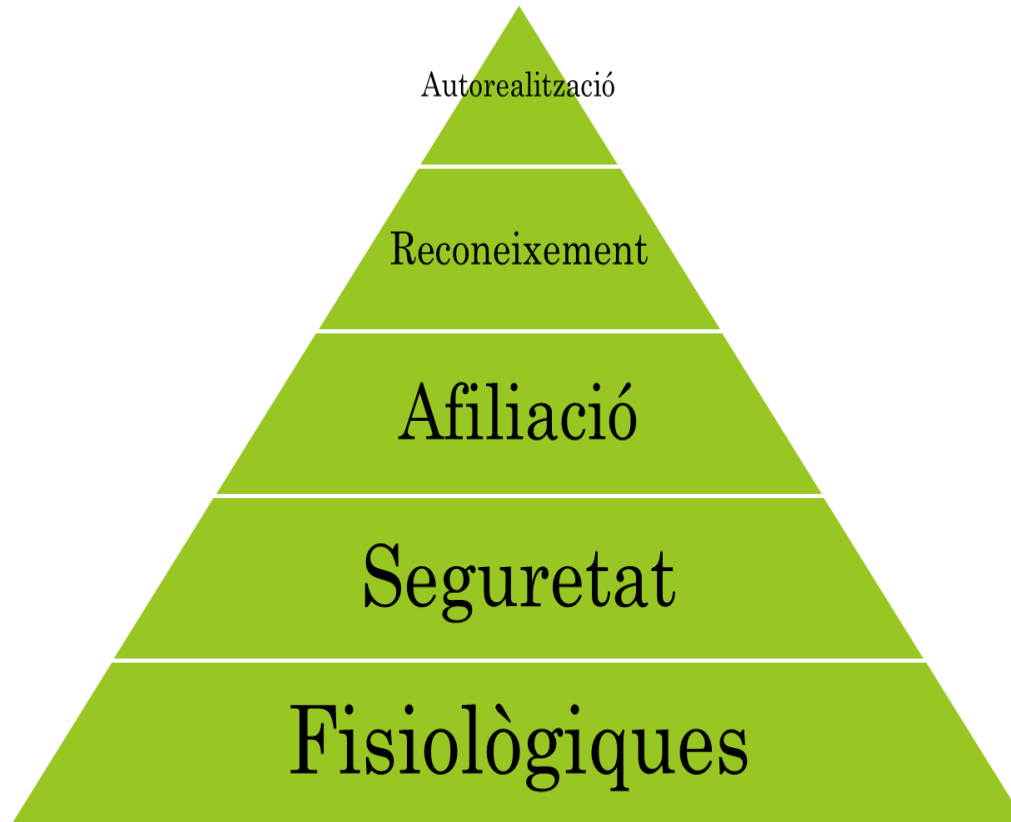 Autorealització
Reconeixement
Afiliació
Seguretat
Fisiològiques